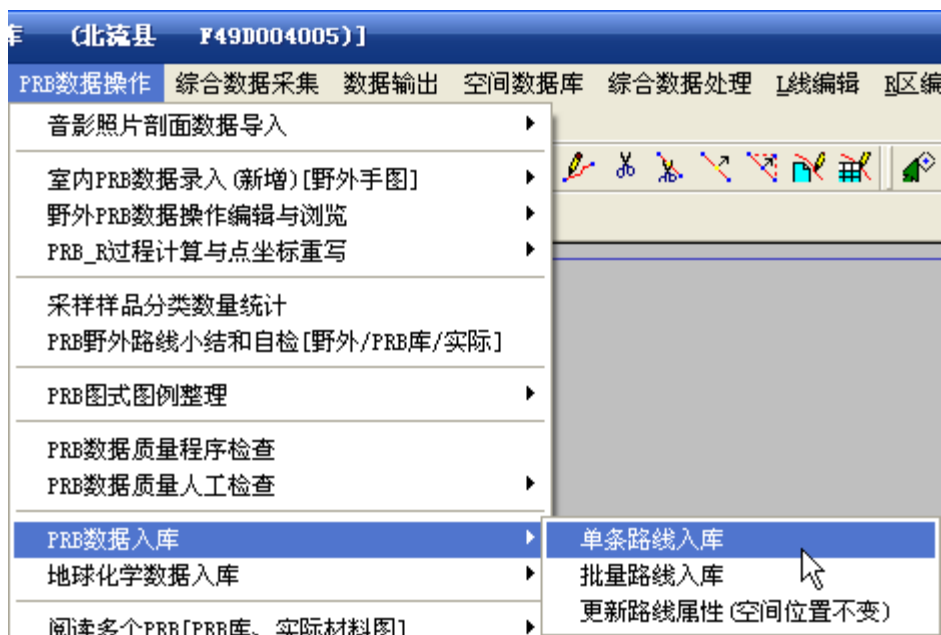 库 (北流县 F49D004005)]
PRB数据操作 综合数据采集 数据输出 空间数据库 综合数据处理 L线编辑 R区编
音影照片剖面数据导入
室内PRB数据录入(新增)[野外手图]
野外PRB数据操作编辑与浏览
PRB_R过程计算与点坐标重写
采样样品分类数量统计
PRB野外路线小结和自检[野外/PRB库/实际]
PRB图式图例整理
PRB数据质量程序检查
PRB数据质量人工检查
PRB数据入库
单条路线入库
地球化学数据入库
批量路线入库
更新路线属性(空间位置不变)
阅读多个PRB[PRB库、实际材料图]